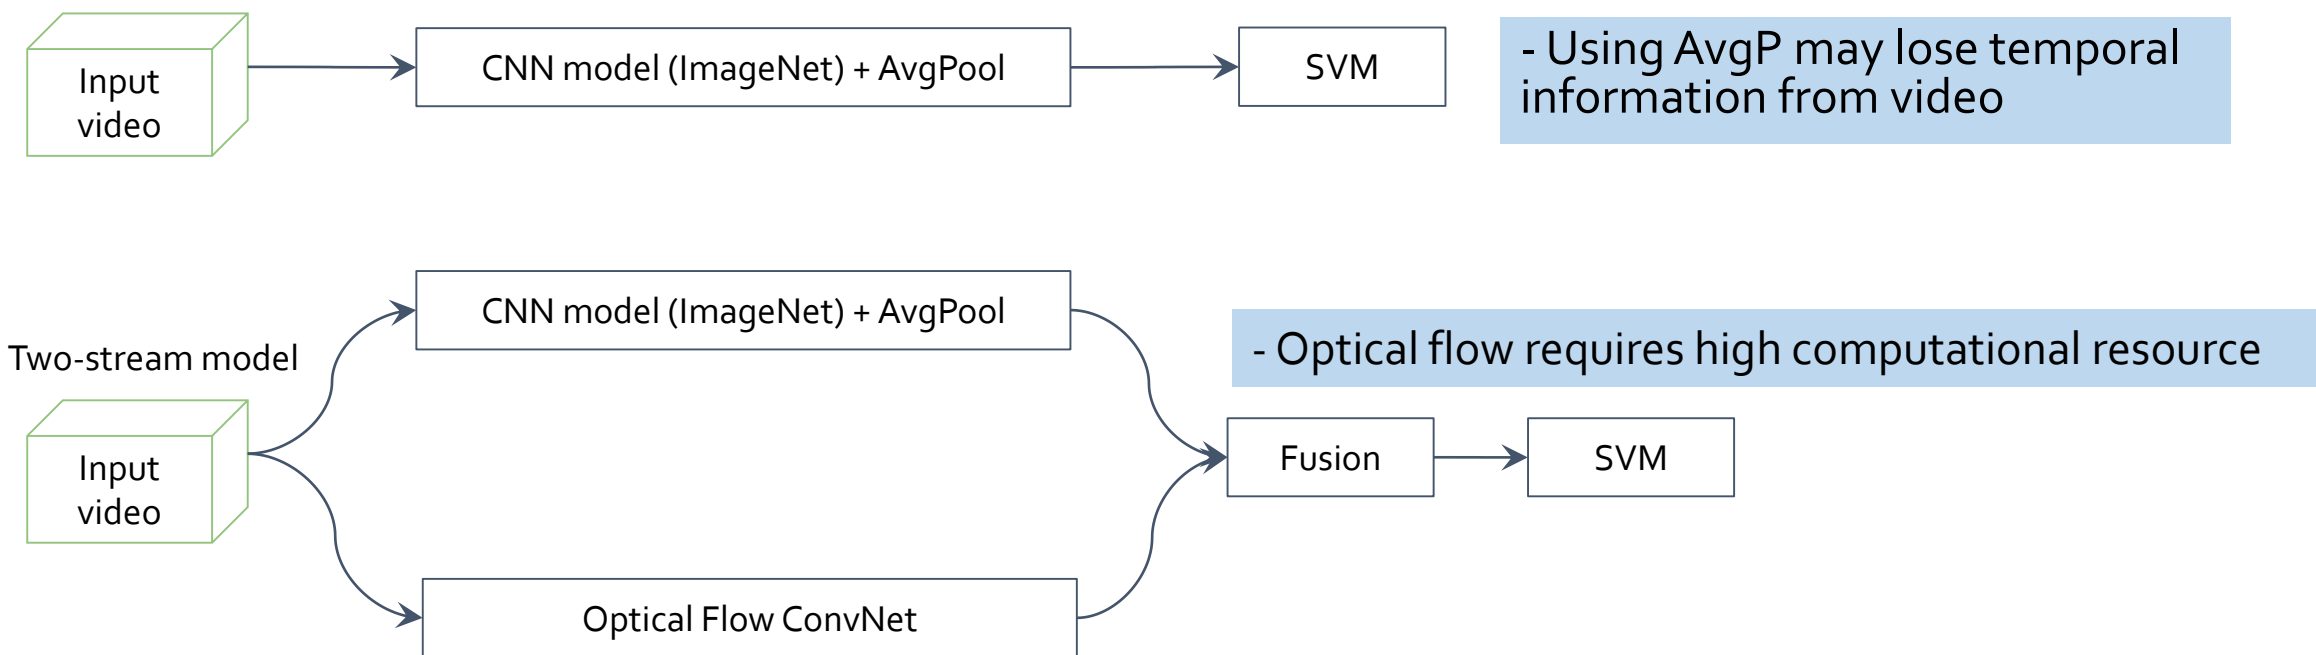 Input
video
CNN model (ImageNet) + AvgPool
SVM
- Using AvgP may lose temporal
information from video
Two-stream model
Input
video
CNN model (ImageNet) + AvgPool
Optical Flow ConvNet
- Optical flow requires high computational resource
Fusion
SVM